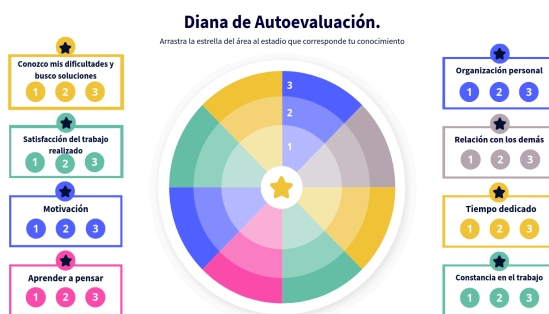 Diana de Autoevaluación.
Arrastra la estrella del área al estadio que corresponde tu conocimiento
Conozco mis dificultades y
busco soluciones
1 2 3
Satisfacción del trabajo
realizado
1 2 3
Motivación
1 2 3
Aprender a pensar
1 2 3
3
2
1
Organización personal
1 2 3
Relación con los demás
1 2 3
Tiempo dedicado
1 2 3
Constancia en el trabajo
1 2 3